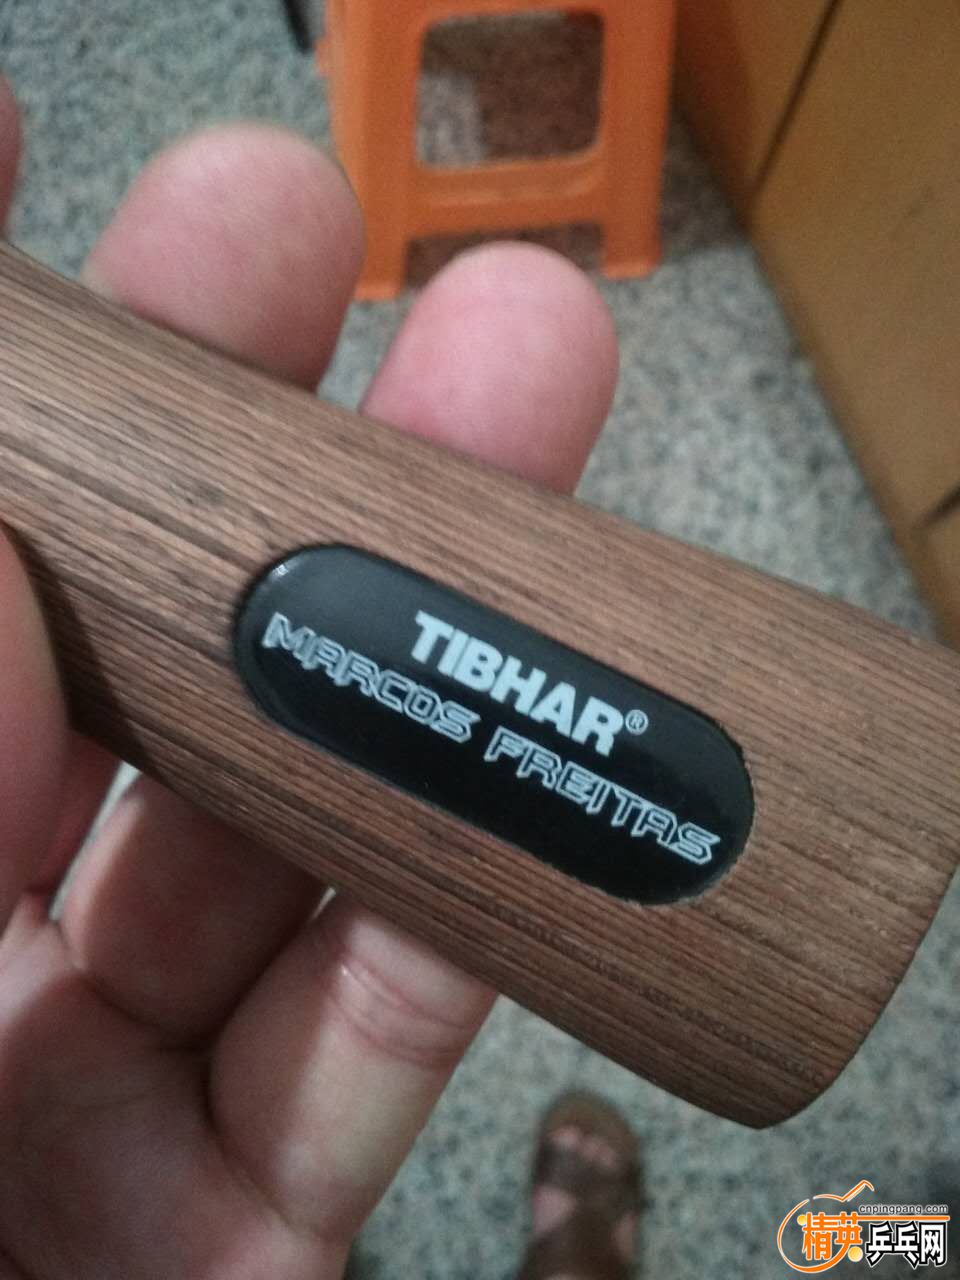 TIBHAR®
MARCOS FREITAS
cnpingpang.com
精英乒乓网